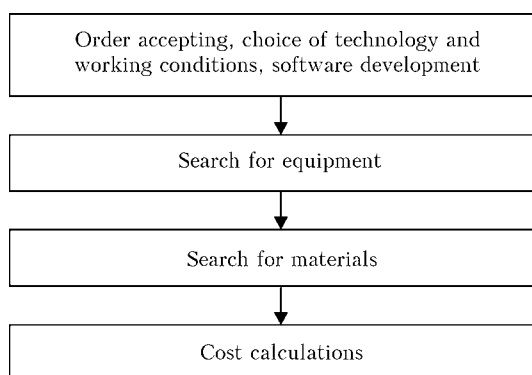 Order accepting, choice of technology and
working conditions, software development
Search for equipment
Search for materials
Cost calculations